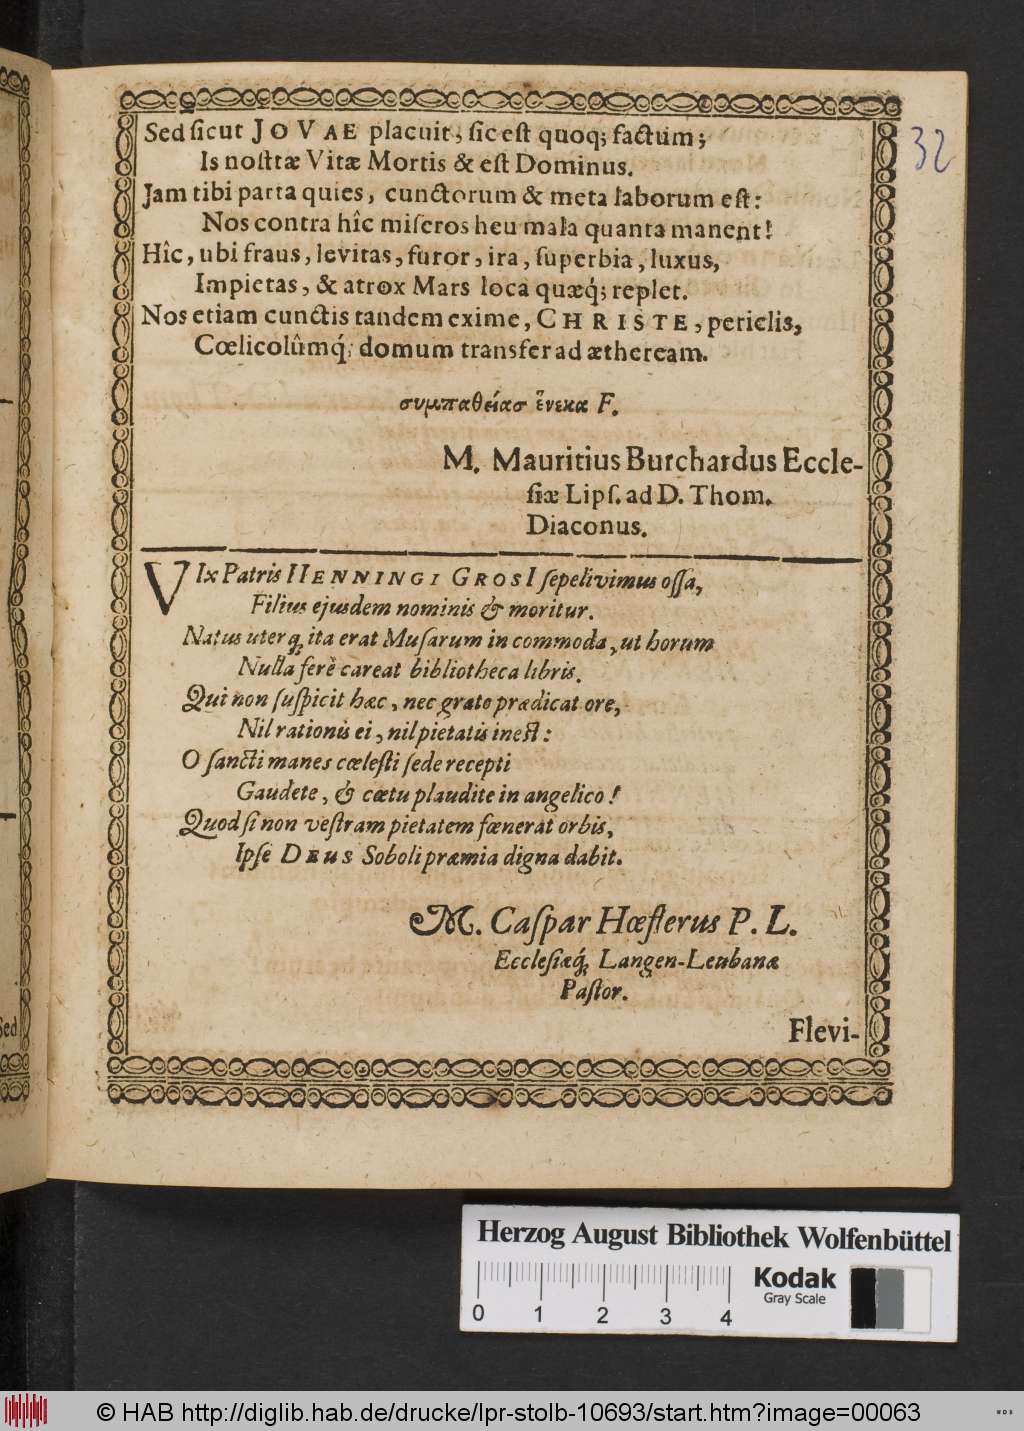 32
Sed ſicut JOVAE placuit, ſic eſt quoq; factum;
Is noſtræ Vitæ Mortis & eſt Dominus.
Jam tibi parta quies, cunctorum & meta laborum eſt:
Nos contra hîc miſeros heu mala quanta manent!
Hîc, ubi fraus, levitas, furor, ira, ſuperbia, luxus,
Impietas, & atrox Mars loca quæq́; replet.
Nos etiam cunctis tandem exime, CHRISTE, periclis,
Cœlicolûmq́; domum transfer ad ætheream.
συμπαθείασ ἕνεκα F.
M. Mauritius Burchardus Eccle-
ſiæ Lipſ. ad D. Thom.
Diaconus.
VIx Patris HENNINGI GROSI ſepelivimus oſſa,
Filius ejusdem nominis & moritur.
Natus uterq; ita erat Muſarum in commoda, ut horum
Nulla ferè careat bibliotheca libris.
Qui non ſuſpicit hæc, nec grato prædicat ore,
Nil rationis ei, nil pietatis ineſt:
O ſancti manes cœleſti ſede recepti
Gaudete, & cœtu plaudite in angelico!
Quod ſi non veſtram pietatem fœnerat orbis,
Ipſe DEUS Soboli præmia digna dabit.
M. Caſpar Hœflerus P. L.
Eccleſiæq́; Langen-Leubanæ
Paſtor.
Flevi-
Sed
Herzog August Bibliothek Wolfenbüttel
0 1 2 3 4
Kodak
Gray Scale
© HAB http://diglib.hab.de/drucke/lpr-stolb-10693/start.htm?image=00063
WDB